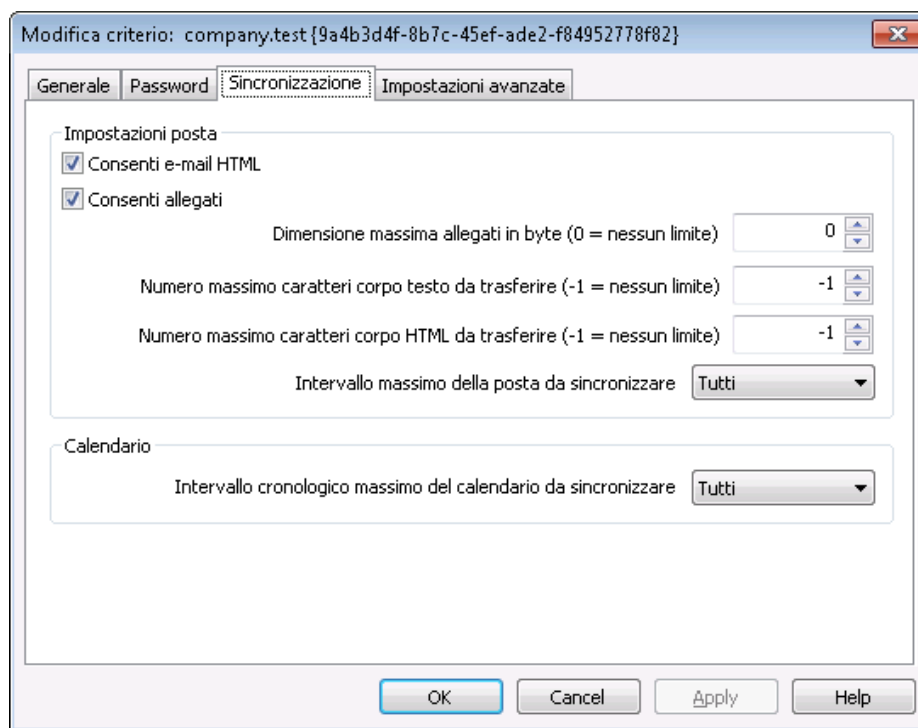 Modifica criterio: company.test {9a4b3d4f-8b7c-45ef-ade2-f84952778f82}
Generale Password Sincronizzazione Impostazioni avanzate
Impostazioni posta
Consenti e-mail HTML
Consenti allegati
Dimensione massima allegati in byte (0 = nessun limite) 0
Numero massimo caratteri corpo testo da trasferire (-1 = nessun limite) -1
Numero massimo caratteri corpo HTML da trasferire (-1 = nessun limite) -1
Intervallo massimo della posta da sincronizzare Tutti
Calendario
Intervallo cronologico massimo del calendario da sincronizzare Tutti
OK Cancel Apply Help